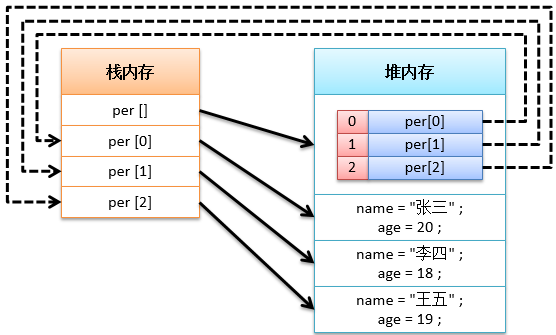 栈内存
per []
per [0]
per [1]
per [2]
堆内存
0 per[0]
1 per[1]
2 per[2]
name = "张三" ;
age = 20 ;
name = "李四" ;
age = 18 ;
name = "王五" ;
age = 19 ;